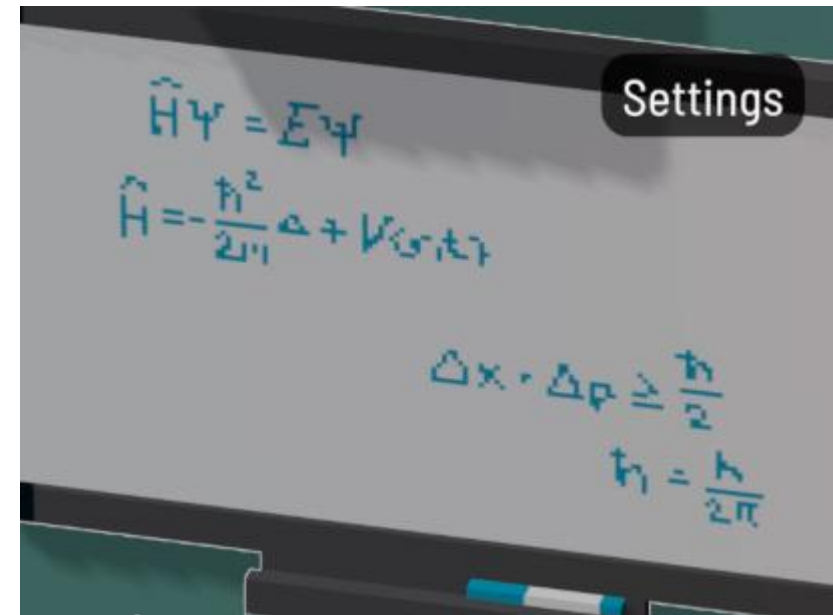 Settings
ĤΨ = EΨ
Ĥ = -ħ²/2m Δ + V(r,t)
Δx · Δp ≥ ħ/2
ħ = h/2π